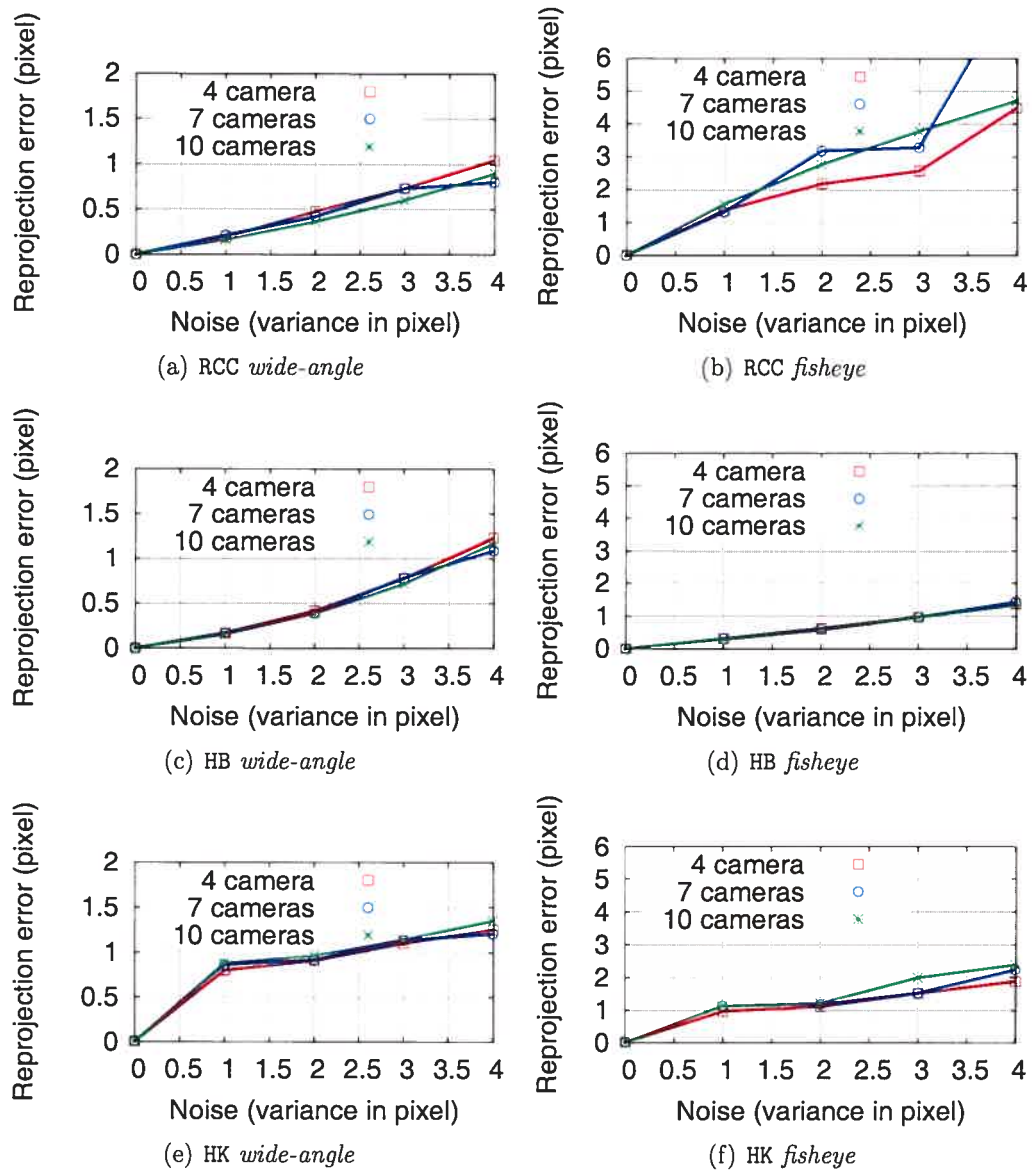 Reprojection error (pixel)
2
1.5
1
0.5
0
4 camera
7 cameras
10 cameras
0 0.5 1 1.5 2 2.5 3 3.5 4
Noise (variance in pixel)
(a) RCC wide-angle
Reprojection error (pixel)
6
5
4
3
2
1
0
4 camera
7 cameras
10 cameras
0 0.5 1 1.5 2 2.5 3 3.5 4
Noise (variance in pixel)
(b) RCC fisheye
Reprojection error (pixel)
2
1.5
1
0.5
0
4 camera
7 cameras
10 cameras
0 0.5 1 1.5 2 2.5 3 3.5 4
Noise (variance in pixel)
(c) HB wide-angle
Reprojection error (pixel)
6
5
4
3
2
1
0
4 camera
7 cameras
10 cameras
0 0.5 1 1.5 2 2.5 3 3.5 4
Noise (variance in pixel)
(d) HB fisheye
Reprojection error (pixel)
2
1.5
1
0.5
0
4 camera
7 cameras
10 cameras
0 0.5 1 1.5 2 2.5 3 3.5 4
Noise (variance in pixel)
(e) HK wide-angle
Reprojection error (pixel)
6
5
4
3
2
1
0
4 camera
7 cameras
10 cameras
0 0.5 1 1.5 2 2.5 3 3.5 4
Noise (variance in pixel)
(f) HK fisheye